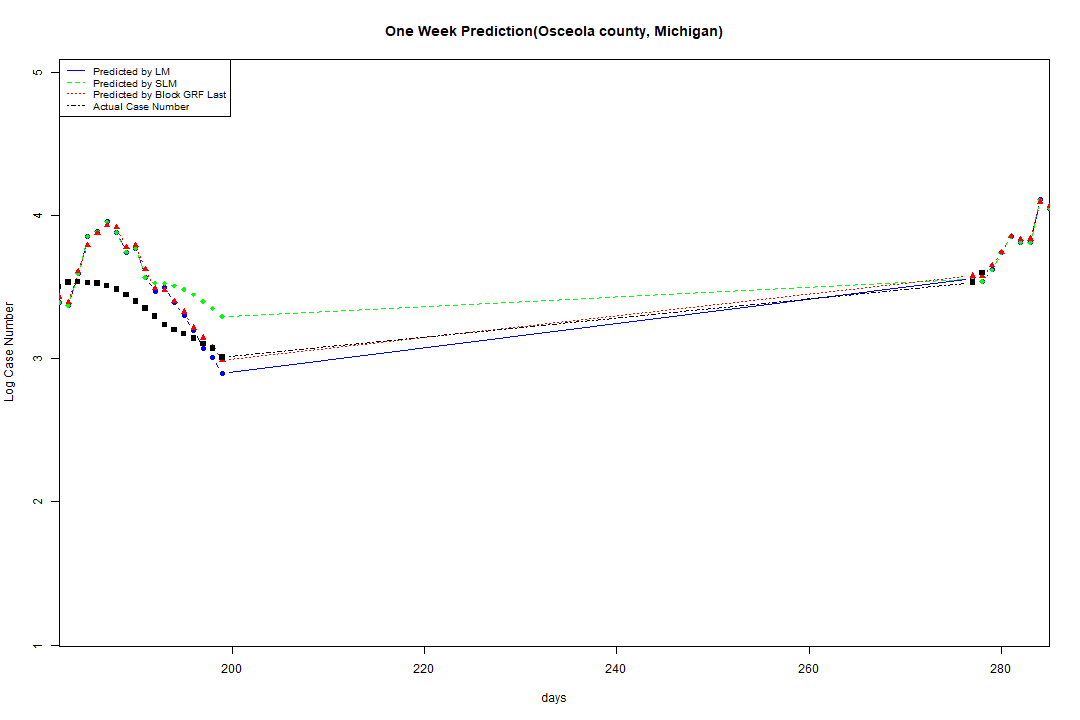 One Week Prediction(Osceola county, Michigan)
Predicted by LM
Predicted by SLM
Predicted by Block GRF Last
Actual Case Number
5
4
3
2
1
Log Case Number
200
220
240
260
280
days